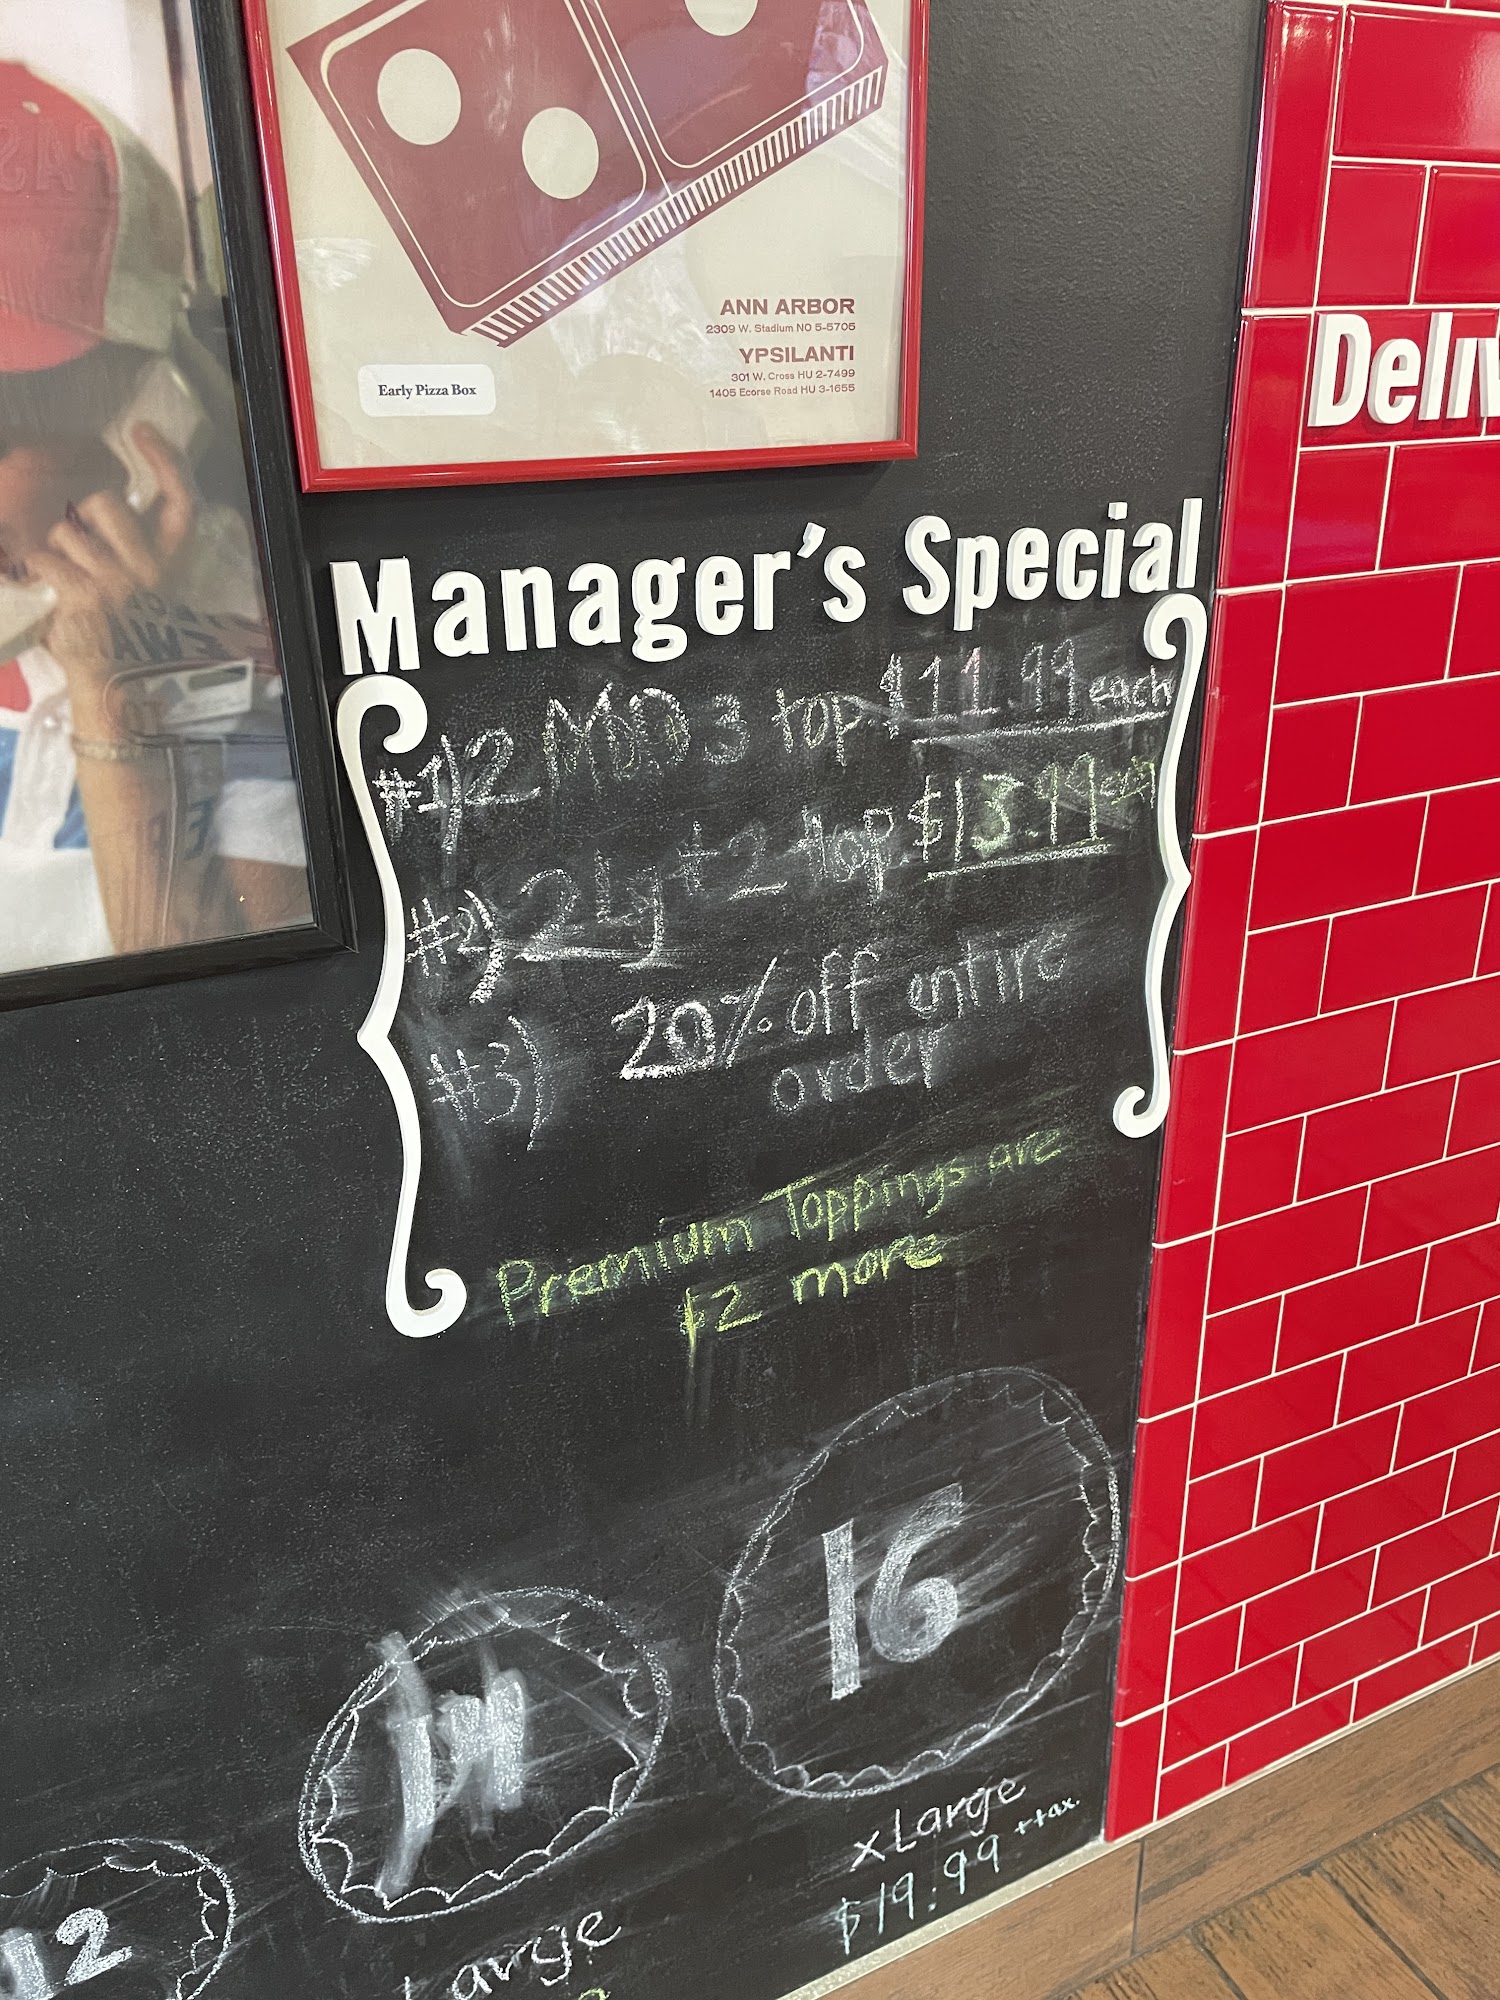 ANN ARBOR
2309 W. Stadium NO 5-5705
YPSILANTI
301 W. Cross HU 2-7499
1405 Ecorse Road HU 3-1655
Early Pizza Box
Deliv
Manager's Special
#1) 2 MED 3 top $11.99 each
#2) 2 Lg + 2 top $13.99
#3) 20% off entire
order
Premium Toppings are
$2 more
16
xLarge
$19.99 +tax.
14
Large
12